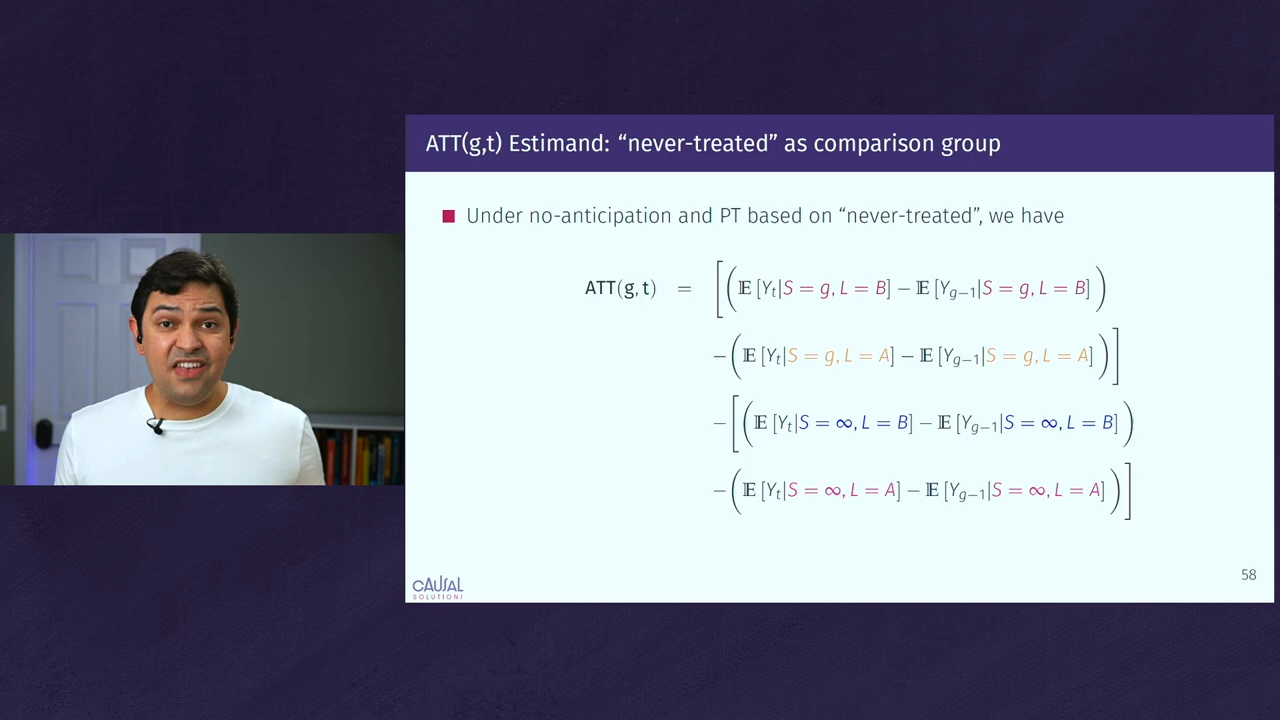 ATT(g,t) Estimand: “never-treated” as comparison group
Under no-anticipation and PT based on “never-treated”, we have
ATT(g, t) = [(𝔼 [Y_t|S = g, L = B] − 𝔼 [Y_{g−1}|S = g, L = B])
−(𝔼 [Y_t|S = g, L = A] − 𝔼 [Y_{g−1}|S = g, L = A])]
−[(𝔼 [Y_t|S = ∞, L = B] − 𝔼 [Y_{g−1}|S = ∞, L = B])
−(𝔼 [Y_t|S = ∞, L = A] − 𝔼 [Y_{g−1}|S = ∞, L = A])]
58
CAUSAL
SOLUTIONS